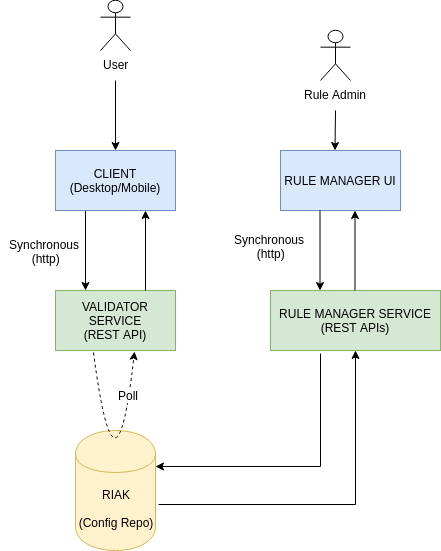 User
Rule Admin
CLIENT
(Desktop/Mobile)
RULE MANAGER UI
Synchronous
(http)
Synchronous
(http)
VALIDATOR
SERVICE
(REST API)
RULE MANAGER SERVICE
(REST APIs)
Poll
RIAK
(Config Repo)